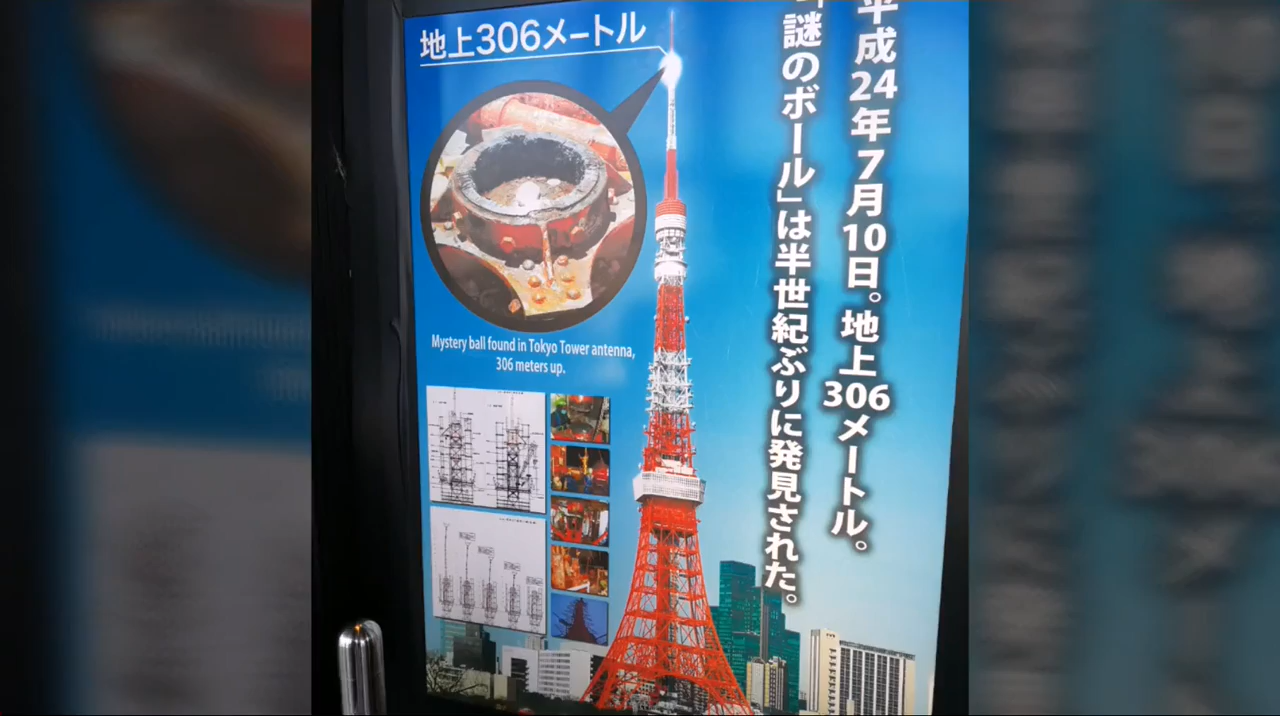 地上306メートル
平成24年7月10日。地上306メートル。
謎のボール」は半世紀ぶりに発見された。
Mystery ball found in Tokyo Tower antenna,
306 meters up.